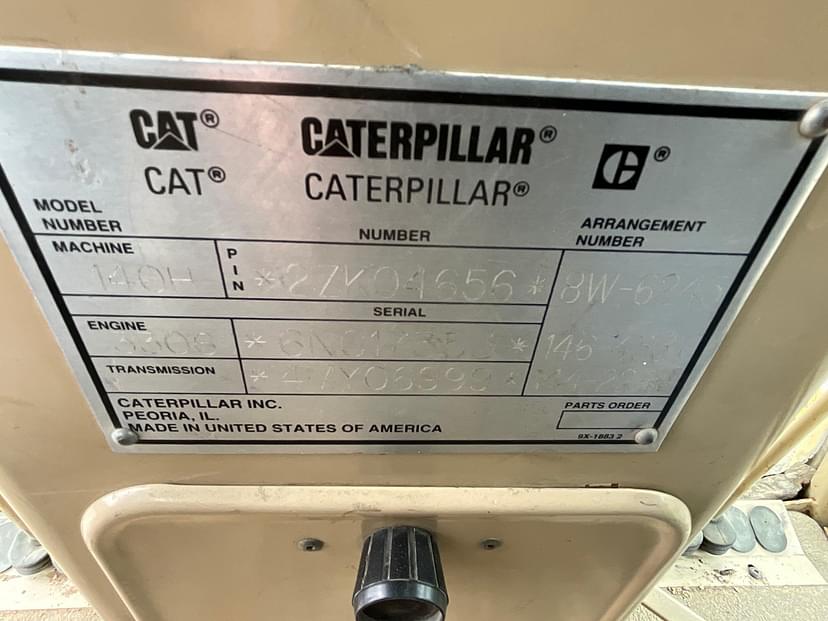 CAT® CATERPILLAR® ®
CAT® CATERPILLAR®
MODEL NUMBER NUMBER ARRANGEMENT NUMBER
MACHINE 140H PIN *2ZK04656*
SERIAL
ENGINE
TRANSMISSION
CATERPILLAR INC.
PEORIA, IL.
MADE IN UNITED STATES OF AMERICA
PARTS ORDER
9X-1883 2